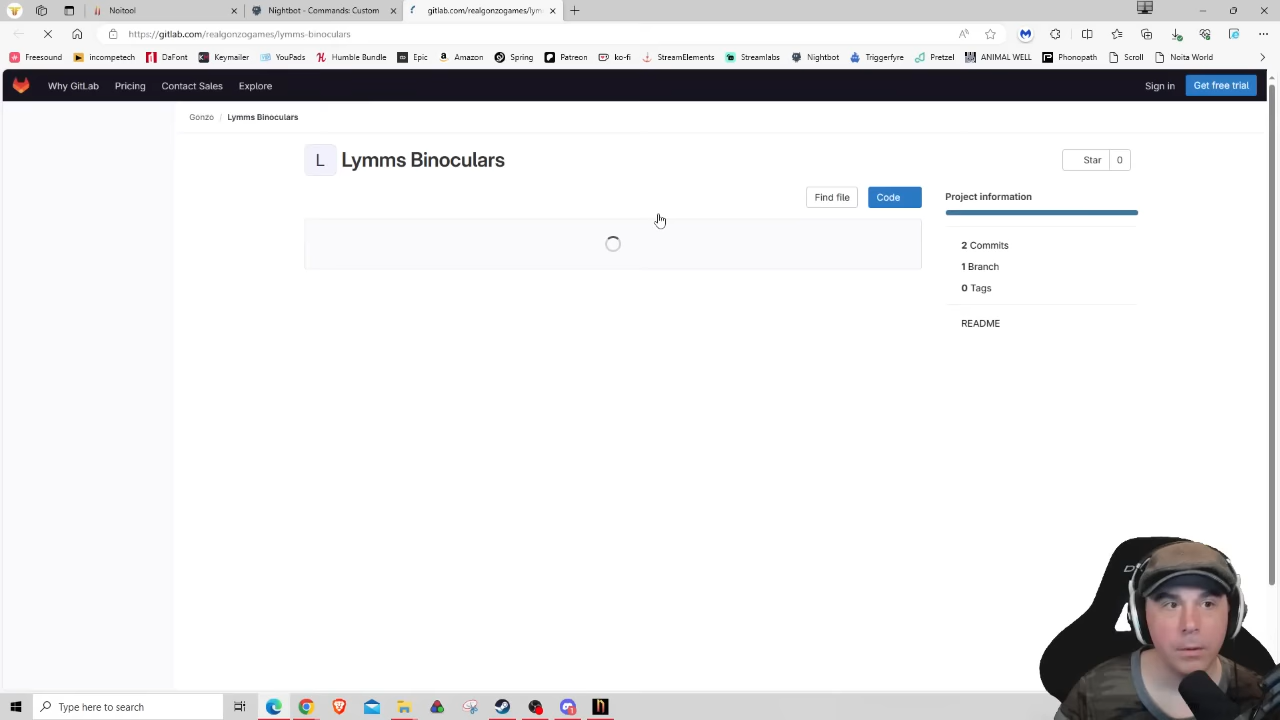 Noitool
Nightbot - Commands: Custom
gitlab.com/realgonzogames/lym
https://gitlab.com/realgonzogames/lymms-binoculars
Freesound
incompetech
DaFont
Keymailer
YouPads
Humble Bundle
Epic
Amazon
Spring
Patreon
ko-fi
StreamElements
Streamlabs
Nightbot
Triggerfyre
Pretzel
ANIMAL WELL
Phonopath
Scroll
Noita World
Why GitLab
Pricing
Contact Sales
Explore
Sign in
Get free trial
Gonzo / Lymms Binoculars
L
Lymms Binoculars
Star
0
Find file
Code
Project information
2 Commits
1 Branch
0 Tags
README
Type here to search